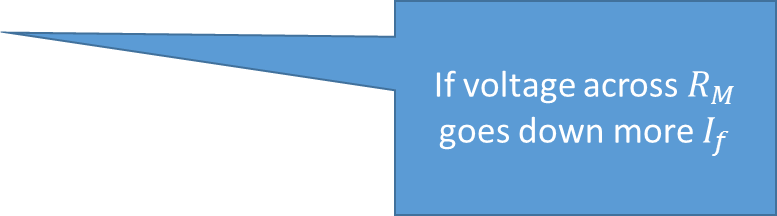 If voltage across $R_M$
goes down more $I_f$